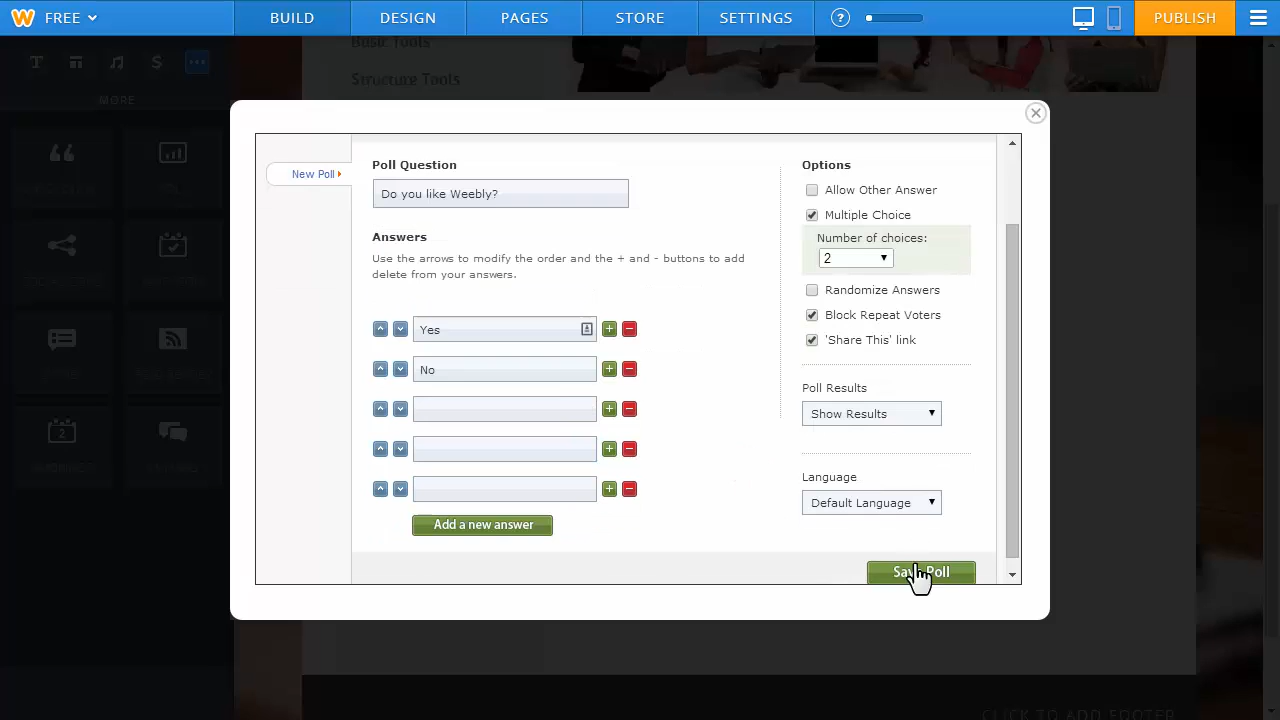 FREE BUILD DESIGN PAGES STORE SETTINGS ? PUBLISH
Basic Tools
Structure Tools
MORE
New Poll
Poll Question
Do you like Weebly?
Answers
Use the arrows to modify the order and the + and - buttons to add
delete from your answers.
Yes
No
Add a new answer
Options
Allow Other Answer
Multiple Choice
Number of choices:
2
Randomize Answers
Block Repeat Voters
'Share This' link
Poll Results
Show Results
Language
Default Language
Save Poll
CLICK TO ADD FOOTER